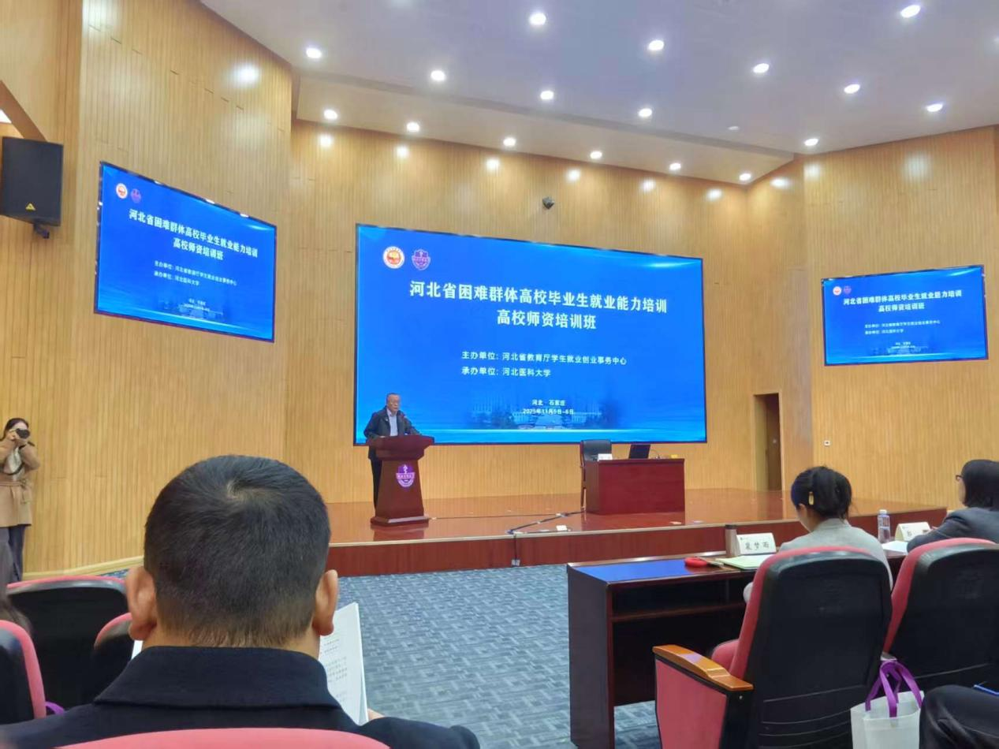 河北省困难群体高校毕业生就业能力培训
高校师资培训班
主办单位：河北省教育厅学生就业创业事务中心
承办单位：河北医科大学
河北·石家庄
2025年11月5日-6日
河北省困难群体高校毕业生就业能力培训
高校师资培训班
主办单位：河北省教育厅学生就业创业事务中心
承办单位：河北医科大学
河北省困难群体高校毕业生就业能力培训
高校师资培训班
主办单位：河北省教育厅学生就业创业事务中心
承办单位：河北医科大学